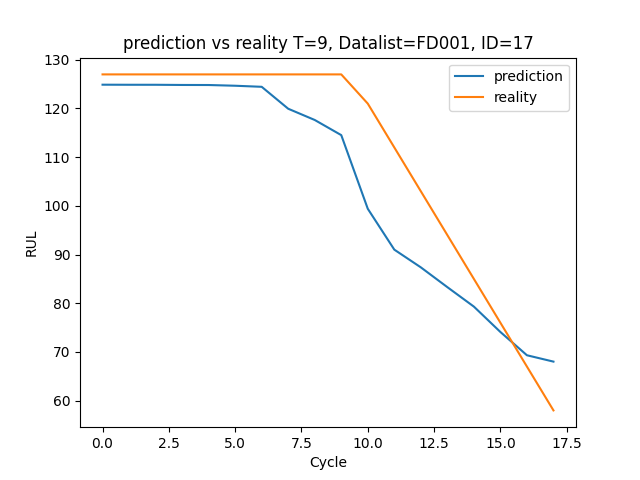 prediction vs reality T=9, Datalist=FD001, ID=17
prediction
reality
RUL
130
120
110
100
90
80
70
60
0.0 2.5 5.0 7.5 10.0 12.5 15.0 17.5
Cycle